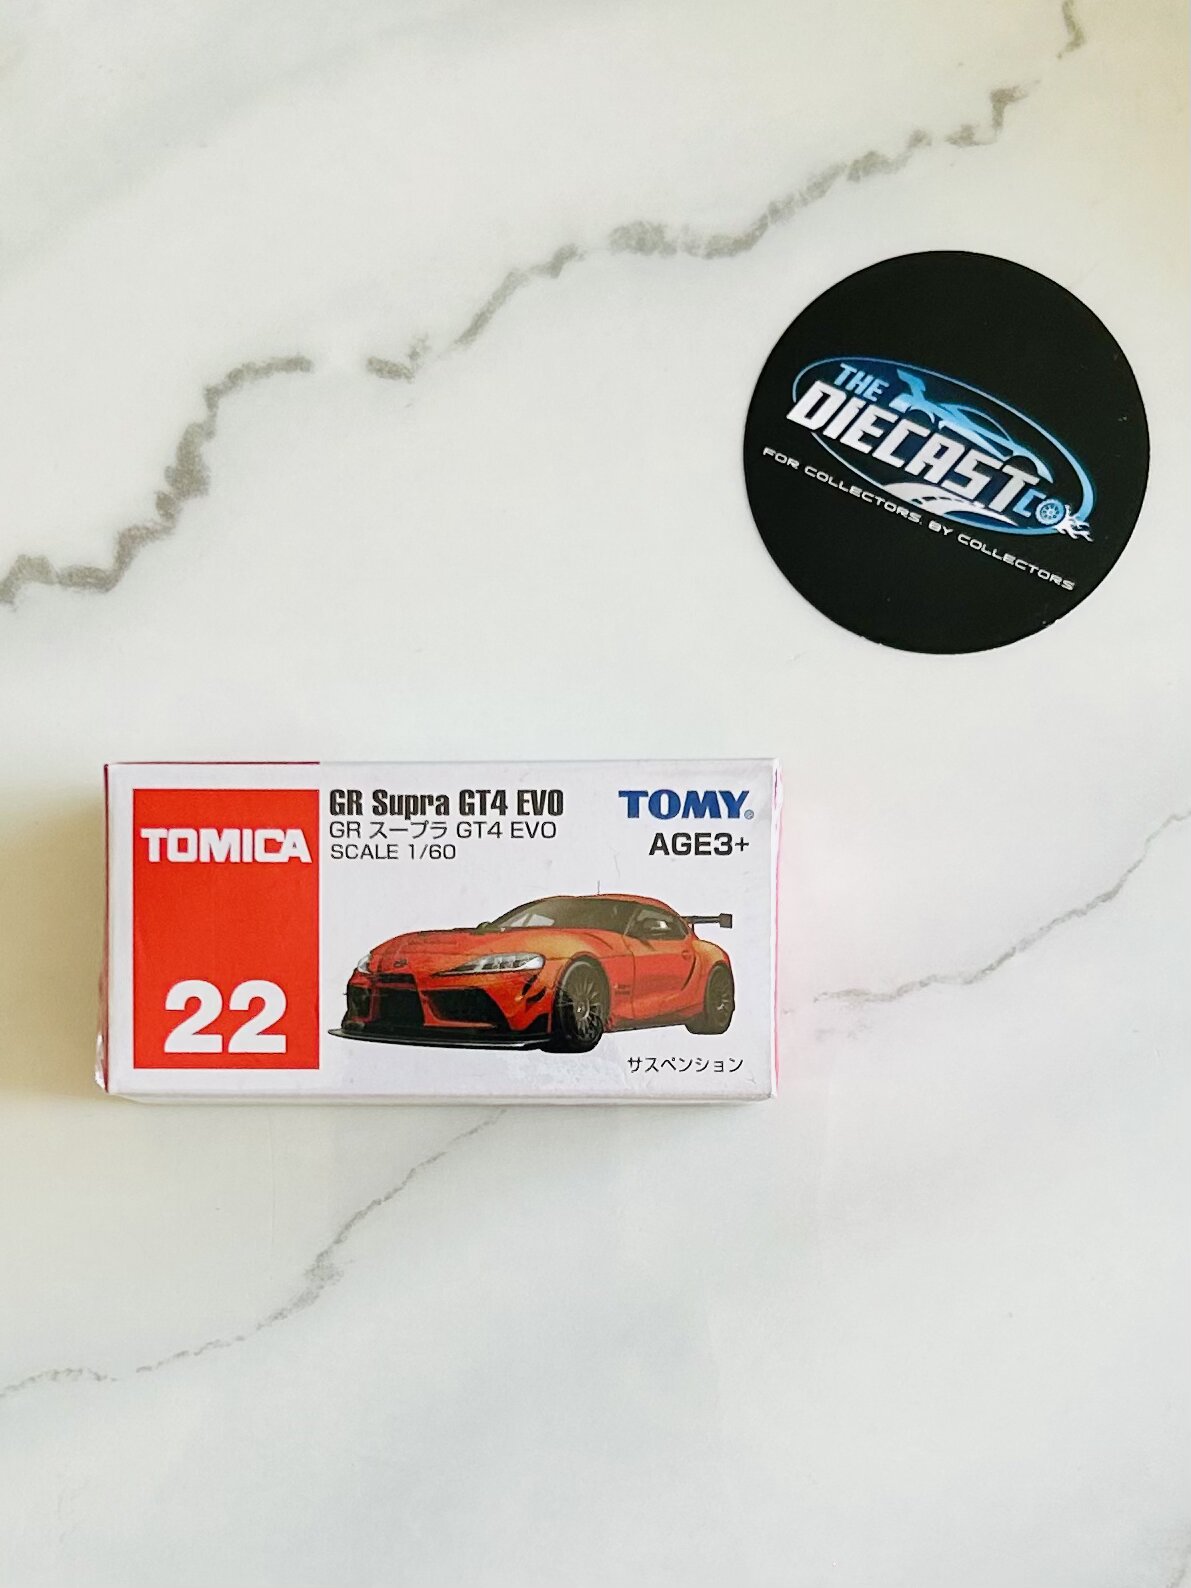 THE
DIECAST
CO
FOR COLLECTORS. BY COLLECTORS
TOMICA
22
GR Supra GT4 EVO
GR スープラ GT4 EVO
SCALE 1/60
TOMY®
AGE3+
サスペンション